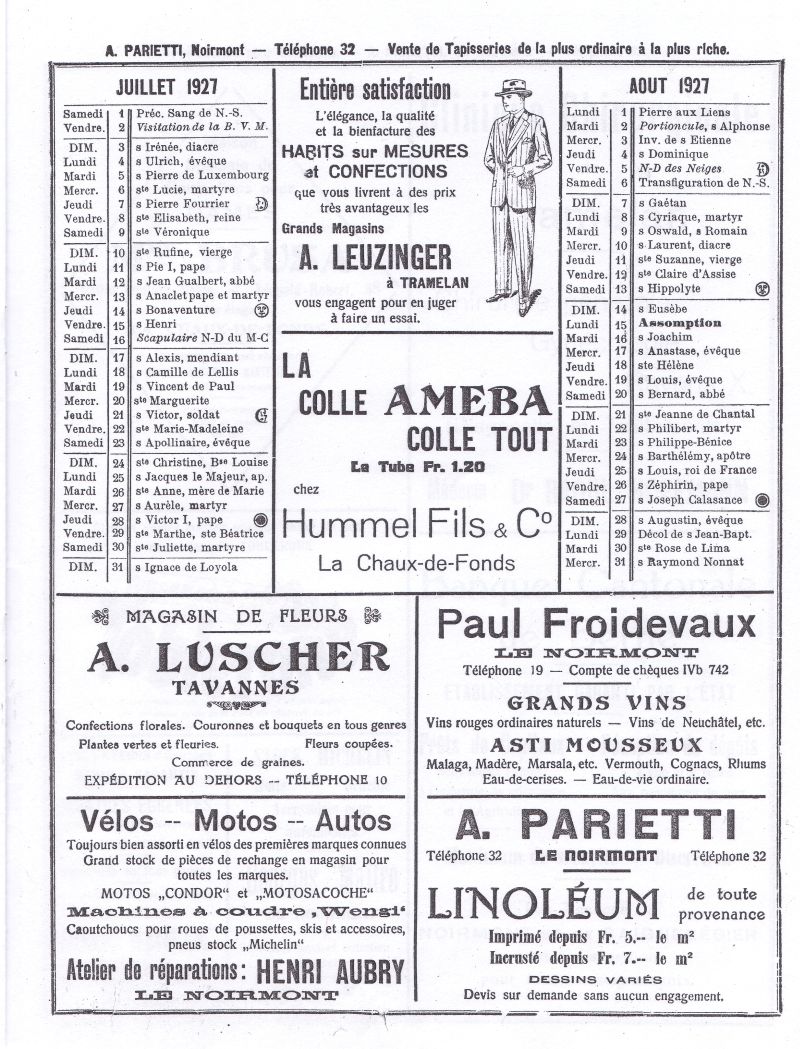 A. PARIETTI, Noirmont — Téléphone 32 — Vente de Tapisseries de la plus ordinaire à la plus riche.
JUILLET 1927
Samedi 1 Préc. Sang de N.-S.
Vendre. 2 Visitation de la B. V. M.
DIM. 3 s Irénée, diacre
Lundi 4 s Ulrich, évêque
Mardi 5 s Pierre de Luxembourg
Mercr. 6 ste Lucie, martyre
Jeudi 7 s Pierre Fourrier
Vendre. 8 ste Elisabeth, reine
Samedi 9 ste Véronique
DIM. 10 ste Rufine, vierge
Lundi 11 s Pie I, pape
Mardi 12 s Jean Gualbert, abbé
Mercr. 13 s Anaclet pape et martyr
Jeudi 14 s Bonaventure
Vendre. 15 s Henri
Samedi 16 Scapulaire N-D du M-C
DIM. 17 s Alexis, mendiant
Lundi 18 s Camille de Lellis
Mardi 19 s Vincent de Paul
Mercr. 20 ste Marguerite
Jeudi 21 s Victor, soldat
Vendre. 22 ste Marie-Madeleine
Samedi 23 s Apollinaire, évêque
DIM. 24 ste Christine, Bse Louise
Lundi 25 s Jacques le Majeur, ap.
Mardi 26 ste Anne, mère de Marie
Mercr. 27 s Aurèle, martyr
Jeudi 28 s Victor I, pape
Vendre. 29 ste Marthe, ste Béatrice
Samedi 30 ste Juliette, martyre
DIM. 31 s Ignace de Loyola
Entière satisfaction
L'élégance, la qualité
et la bienfacture des
HABITS sur MESURES
et CONFECTIONS
que vous livrent à des prix
très avantageux les
Grands Magasins
A. LEUZINGER
à TRAMELAN
vous engagent pour en juger
à faire un essai.
LA
COLLE AMEBA
COLLE TOUT
Le Tube Fr. 1.20
chez
Hummel Fils & Co
La Chaux-de-Fonds
AOUT 1927
Lundi 1 Pierre aux Liens
Mardi 2 Portioncule, s Alphonse
Mercr. 3 Inv. de s Etienne
Jeudi 4 s Dominique
Vendre. 5 N-D des Neiges
Samedi 6 Transfiguration de N.-S.
DIM. 7 s Gaétan
Lundi 8 s Cyriaque, martyr
Mardi 9 s Oswald, s Romain
Mercr. 10 s Laurent, diacre
Jeudi 11 ste Suzanne, vierge
Vendre. 12 ste Claire d'Assise
Samedi 13 s Hippolyte
DIM. 14 s Eusèbe
Lundi 15 Assomption
Mardi 16 s Joachim
Mercr. 17 s Anastase, évêque
Jeudi 18 ste Hélène
Vendre. 19 s Louis, évêque
Samedi 20 s Bernard, abbé
DIM. 21 ste Jeanne de Chantal
Lundi 22 s Philibert, martyr
Mardi 23 s Philippe-Bénice
Mercr. 24 s Barthélémy, apôtre
Jeudi 25 s Louis, roi de France
Vendre. 26 s Zéphirin, pape
Samedi 27 s Joseph Calasance
DIM. 28 s Augustin, évêque
Lundi 29 Décol de s Jean-Bapt.
Mardi 30 ste Rose de Lima
Mercr. 31 s Raymond Nonnat
MAGASIN DE FLEURS
A. LUSCHER
TAVANNES
Confections florales. Couronnes et bouquets en tous genres
Plantes vertes et fleuries. Fleurs coupées.
Commerce de graines.
EXPÉDITION AU DEHORS -- TÉLÉPHONE 10
Paul Froidevaux
LE NOIRMONT
Téléphone 19 — Compte de chèques IVb 742
GRANDS VINS
Vins rouges ordinaires naturels — Vins de Neuchâtel, etc.
ASTI MOUSSEUX
Malaga, Madère, Marsala, etc. Vermouth, Cognacs, Rhums
Eau-de-cerises. — Eau-de-vie ordinaire.
Vélos -- Motos -- Autos
Toujours bien assorti en vélos des premières marques connues
Grand stock de pièces de rechange en magasin pour
toutes les marques.
MOTOS „CONDOR" et „MOTOSACOCHE"
Machines à coudre ‚Wengi'
Caoutchoucs pour roues de poussettes, skis et accessoires,
pneus stock „Michelin"
Atelier de réparations: HENRI AUBRY
LE NOIRMONT
A. PARIETTI
Téléphone 32 LE NOIRMONT Téléphone 32
LINOLÉUM de toute
provenance
Imprimé depuis Fr. 5.-- le m²
Incrusté depuis Fr. 7.-- le m²
DESSINS VARIÉS
Devis sur demande sans aucun engagement.